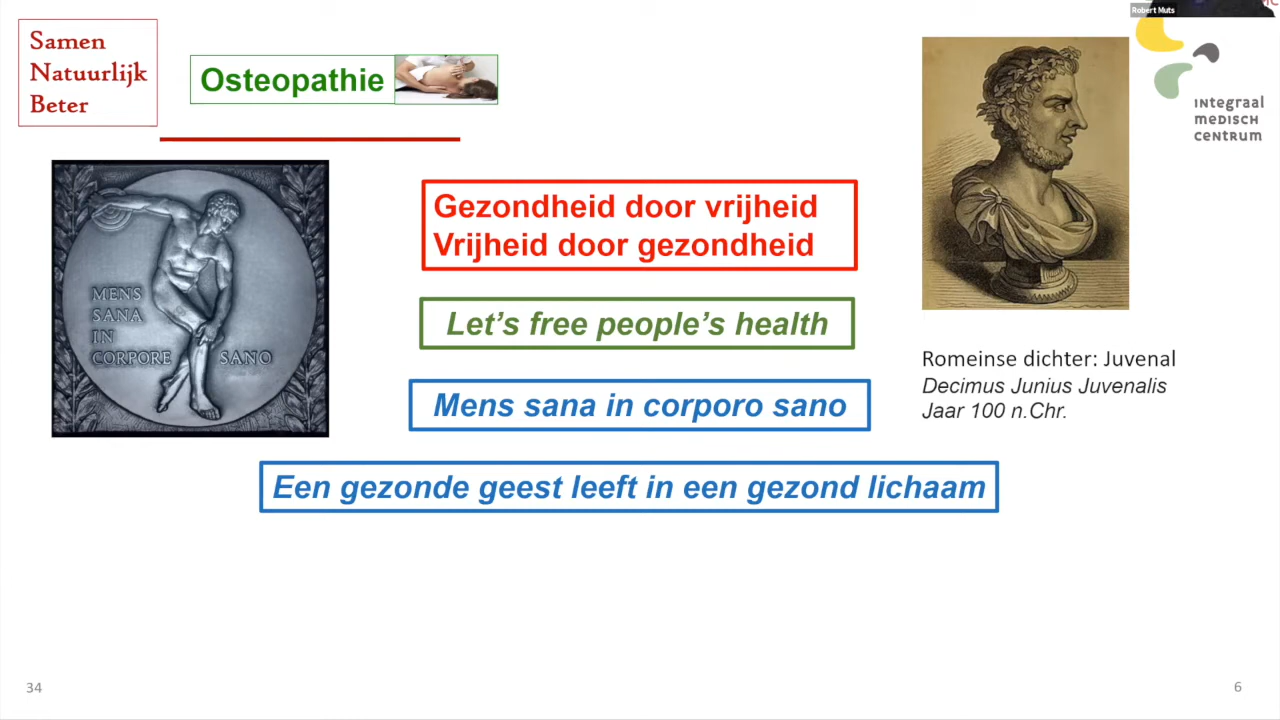 Robert Muts
Samen
Natuurlijk
Beter
Osteopathie
INTEGRAAL
MEDISCH
CENTRUM
MENS
SANA
IN
CORPORE SANO
Gezondheid door vrijheid
Vrijheid door gezondheid
Let’s free people’s health
Mens sana in corporo sano
Een gezonde geest leeft in een gezond lichaam
Romeinse dichter: Juvenal
Decimus Junius Juvenalis
Jaar 100 n.Chr.
34
6